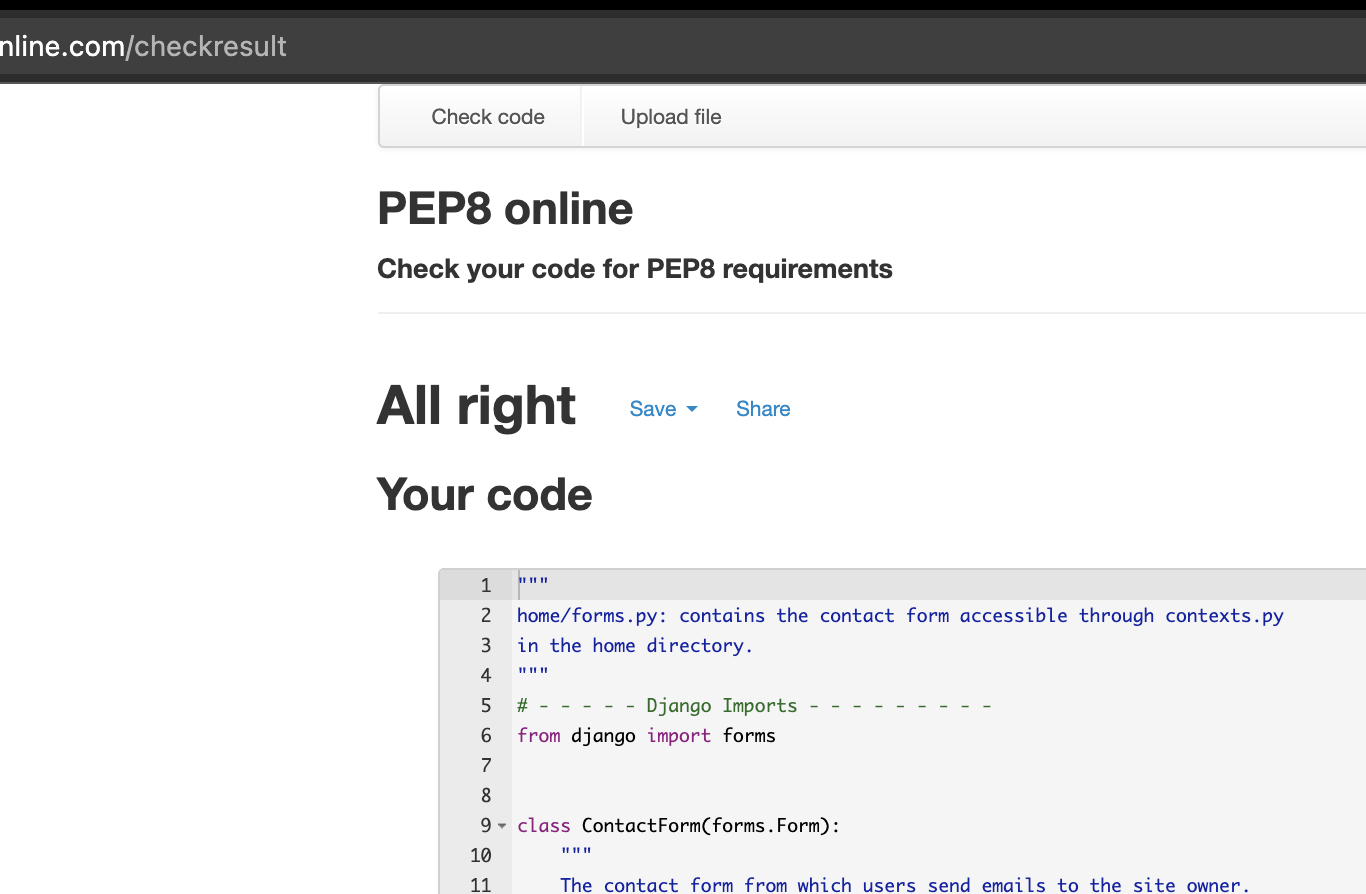 nline.com/checkresult
Check code Upload file
PEP8 online
Check your code for PEP8 requirements
All right Save Share
Your code
1 """
2 home/forms.py: contains the contact form accessible through contexts.py
3 in the home directory.
4 """
5 # - - - - - Django Imports - - - - - - - - -
6 from django import forms
7
8
9 class ContactForm(forms.Form):
10 """
11 The contact form from which users send emails to the site owner.